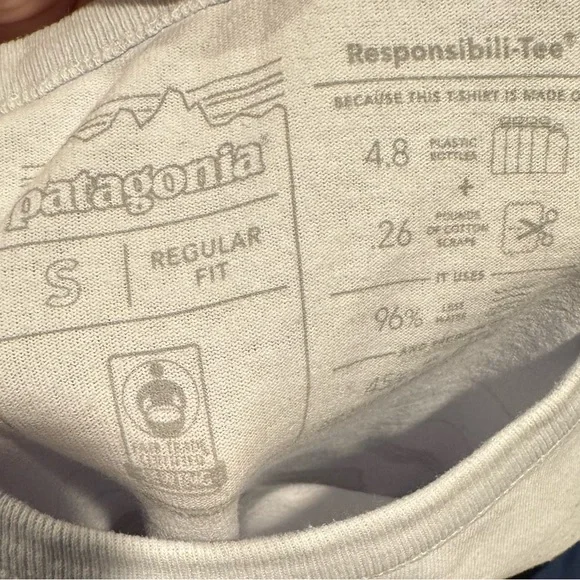 patagonia®
S
REGULAR
FIT
Responsibili-Tee®
BECAUSE THIS T-SHIRT IS MADE O
4.8 PLASTIC
BOTTLES
+
.26 POUNDS
OF COTTON
SCRAPS
IT USES
96% LESS
WATER